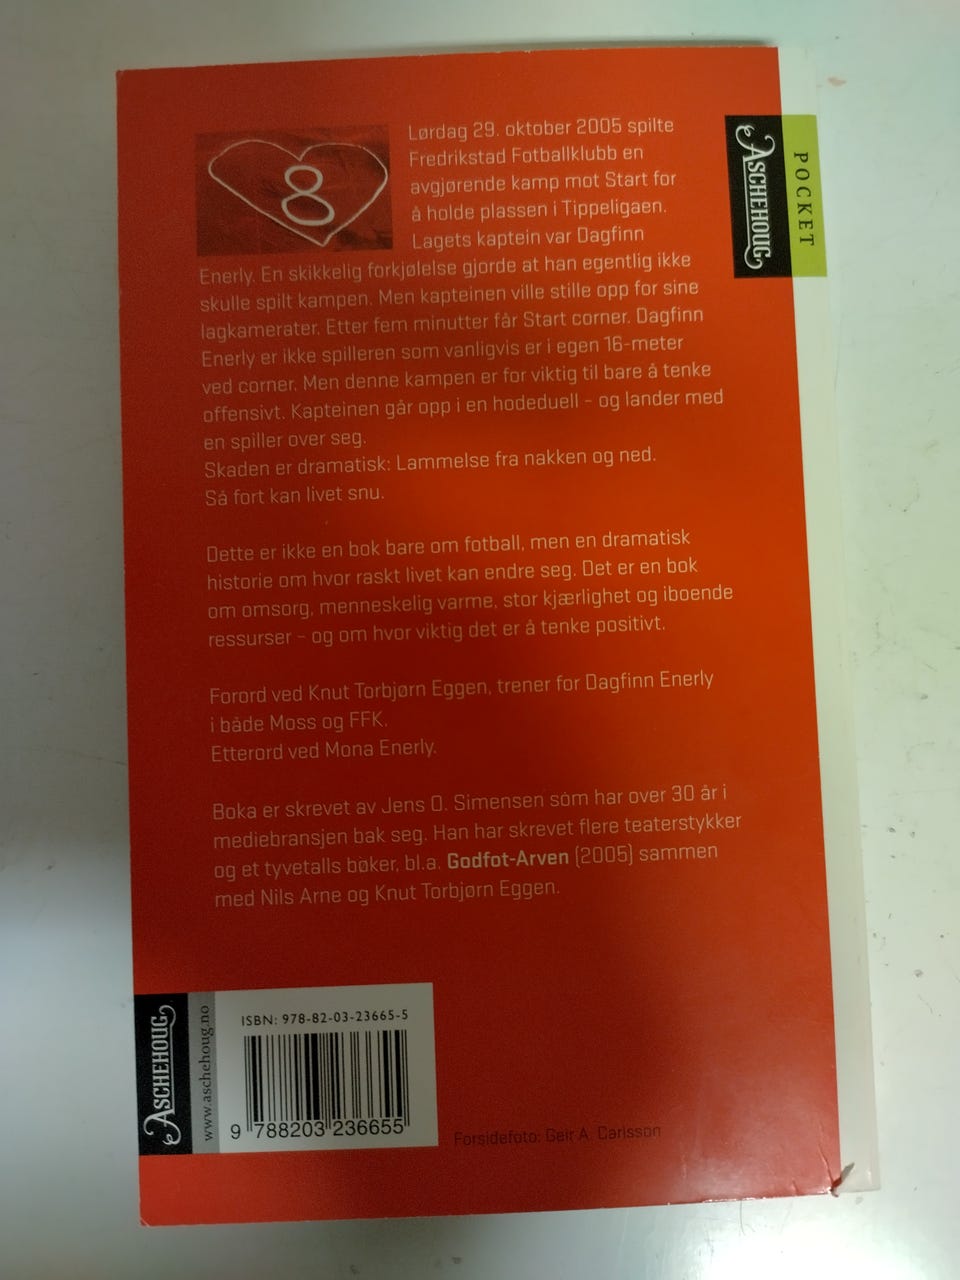 8
Lørdag 29. oktober 2005 spilte
Fredrikstad Fotballklubb en
avgjørende kamp mot Start for
å holde plassen i Tippeligaen.
Lagets kaptein var Dagfinn
Enerly. En skikkelig forkjølelse gjorde at han egentlig ikke
skulle spilt kampen. Men kapteinen ville stille opp for sine
lagkamerater. Etter fem minutter får Start corner. Dagfinn
Enerly er ikke spilleren som vanligvis er i egen 16-meter
ved corner. Men denne kampen er for viktig til bare å tenke
offensivt. Kapteinen går opp i en hodeduell – og lander med
en spiller over seg.
Skaden er dramatisk: Lammelse fra nakken og ned.
Så fort kan livet snu.
Dette er ikke en bok bare om fotball, men en dramatisk
historie om hvor raskt livet kan endre seg. Det er en bok
om omsorg, menneskelig varme, stor kjærlighet og iboende
ressurser – og om hvor viktig det er å tenke positivt.
Forord ved Knut Torbjørn Eggen, trener for Dagfinn Enerly
i både Moss og FFK.
Etterord ved Mona Enerly.
Boka er skrevet av Jens O. Simensen som har over 30 år i
mediebransjen bak seg. Han har skrevet flere teaterstykker
og et tyvetalls bøker, bl.a. Godfot-Arven (2005) sammen
med Nils Arne og Knut Torbjørn Eggen.
POCKET
ASCHEHOUG
ASCHEHOUG
www.aschehoug.no
ISBN: 978-82-03-23665-5
9 788203 236655
Forsidefoto: Geir A. Carlsson